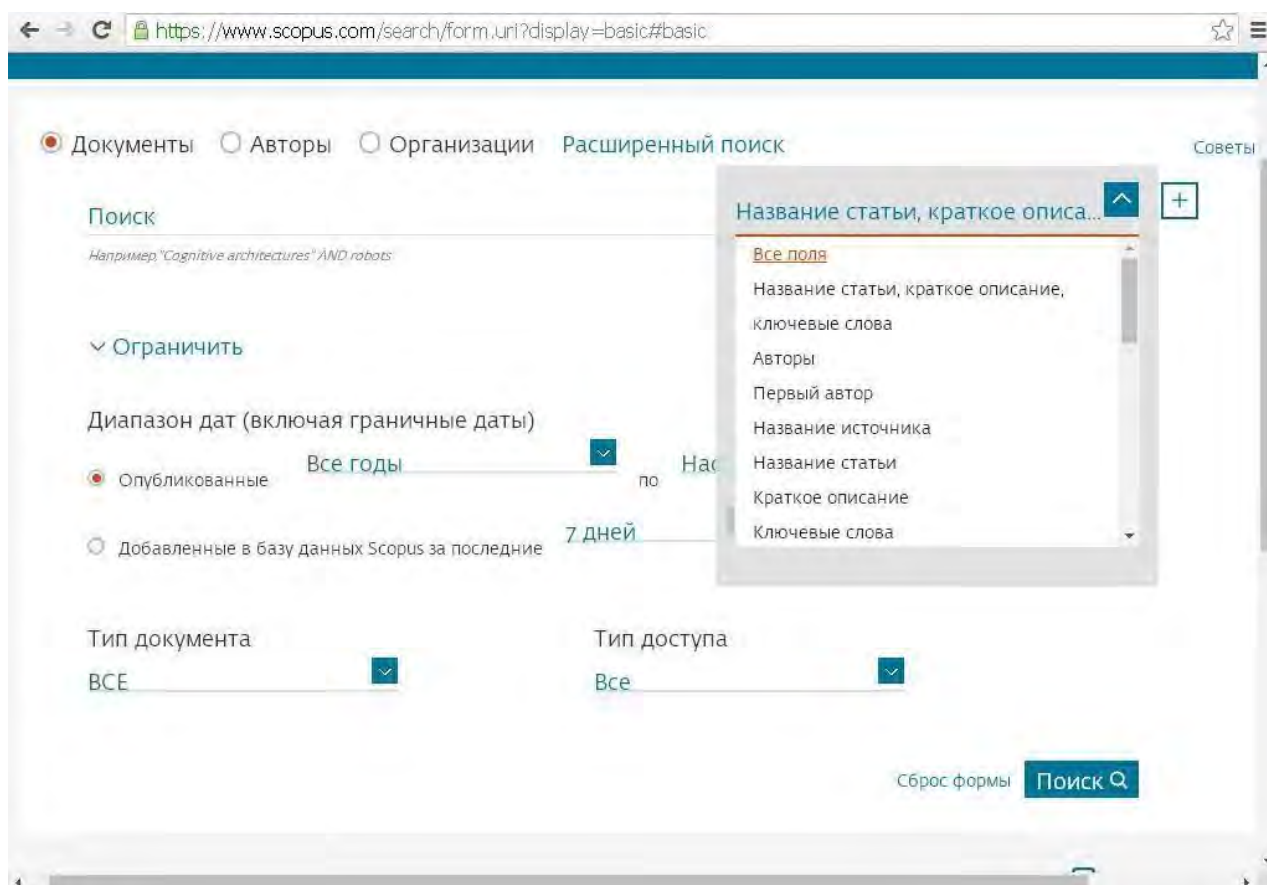 https://www.scopus.com/search/form.uri?display=basic#basic
Документы Авторы Организации Расширенный поиск
Советы
Поиск
Название статьи, краткое описа...
Например,"Cognitive architectures" AND robots
Все поля
Название статьи, краткое описание,
ключевые слова
Авторы
Первый автор
Название источника
Название статьи
Краткое описание
Ключевые слова
Ограничить
Диапазон дат (включая граничные даты)
Опубликованные Все годы по Нас
Добавленные в базу данных Scopus за последние 7 дней
Тип документа Тип доступа
ВСЕ Все
Сброс формы Поиск